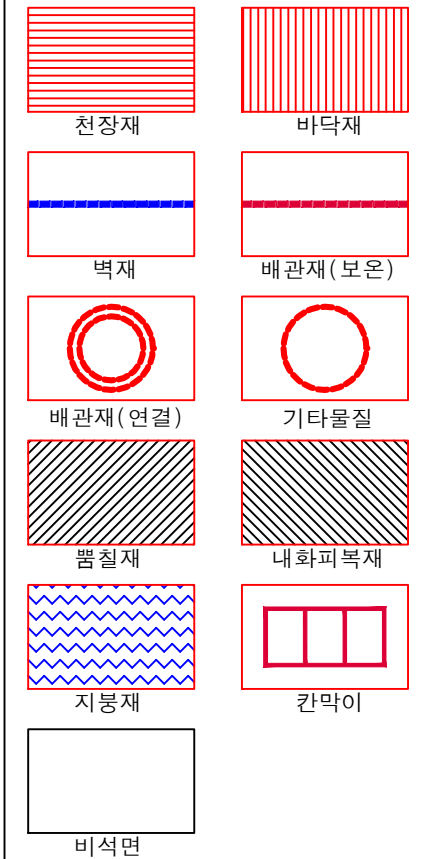 천장재
바닥재
벽재
배관재(보온)
배관재(연결)
기타물질
뿜칠재
내화피복재
지붕재
칸막이
비석면